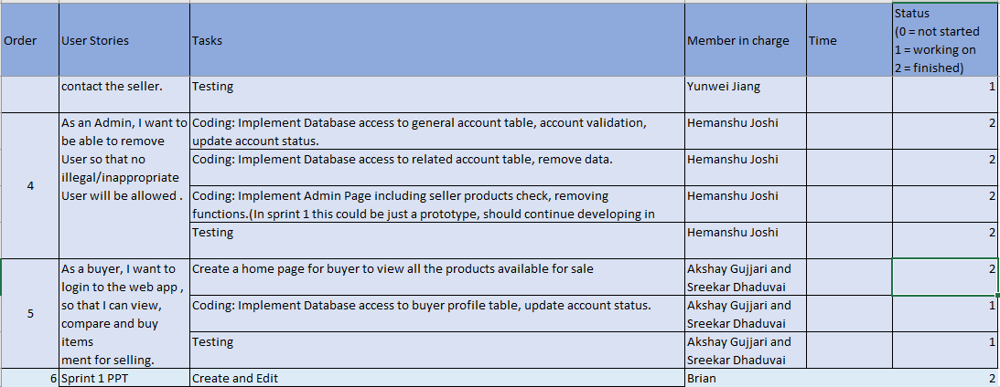 Order User Stories Tasks Member in charge Time Status
(0 = not started
1 = working on
2 = finished)
contact the seller. Testing Yunwei Jiang 1
4
As an Admin, I want to
be able to remove
User so that no
illegal/inappropriate
User will be allowed .
Coding: Implement Database access to general account table, account validation,
update account status.
Hemanshu Joshi 2
Coding: Implement Database access to related account table, remove data. Hemanshu Joshi 2
Coding: Implement Admin Page including seller products check, removing
functions.(In sprint 1 this could be just a prototype, should continue developing in
Hemanshu Joshi 2
Testing Hemanshu Joshi 2
5
As a buyer, I want to
login to the web app ,
so that I can view,
compare and buy
items
ment for selling.
Create a home page for buyer to view all the products available for sale
Akshay Gujjari and
Sreekar Dhaduvai
2
Coding: Implement Database access to buyer profile table, update account status.
Akshay Gujjari and
Sreekar Dhaduvai
1
Testing
Akshay Gujjari and
Sreekar Dhaduvai
1
6 Sprint 1 PPT Create and Edit Brian 2